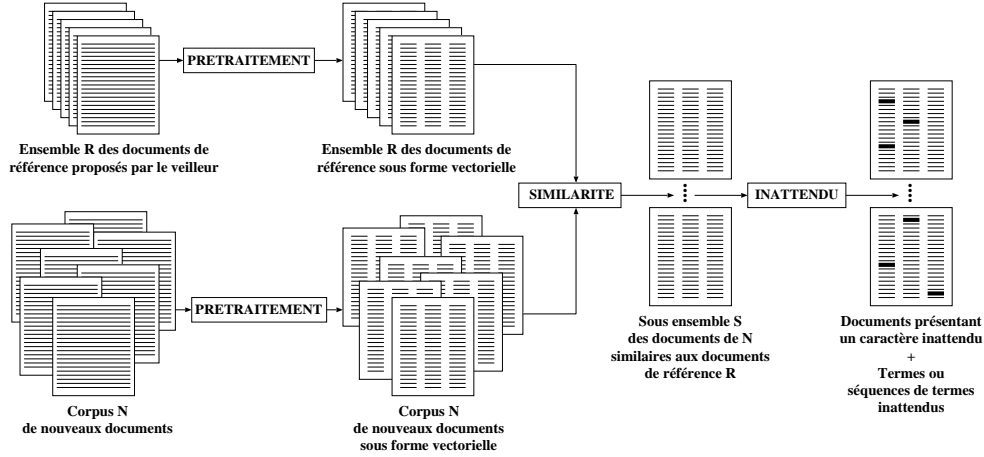 PRETRAITEMENT
Ensemble R des documents de
référence proposés par le veilleur
Ensemble R des documents de
référence sous forme vectorielle
SIMILARITE
INATTENDU
PRETRAITEMENT
Corpus N
de nouveaux documents
Corpus N
de nouveaux documents
sous forme vectorielle
Sous ensemble S
des documents de N
similaires aux documents
de référence R
Documents présentant
un caractère inattendu
+
Termes ou
séquences de termes
inattendus